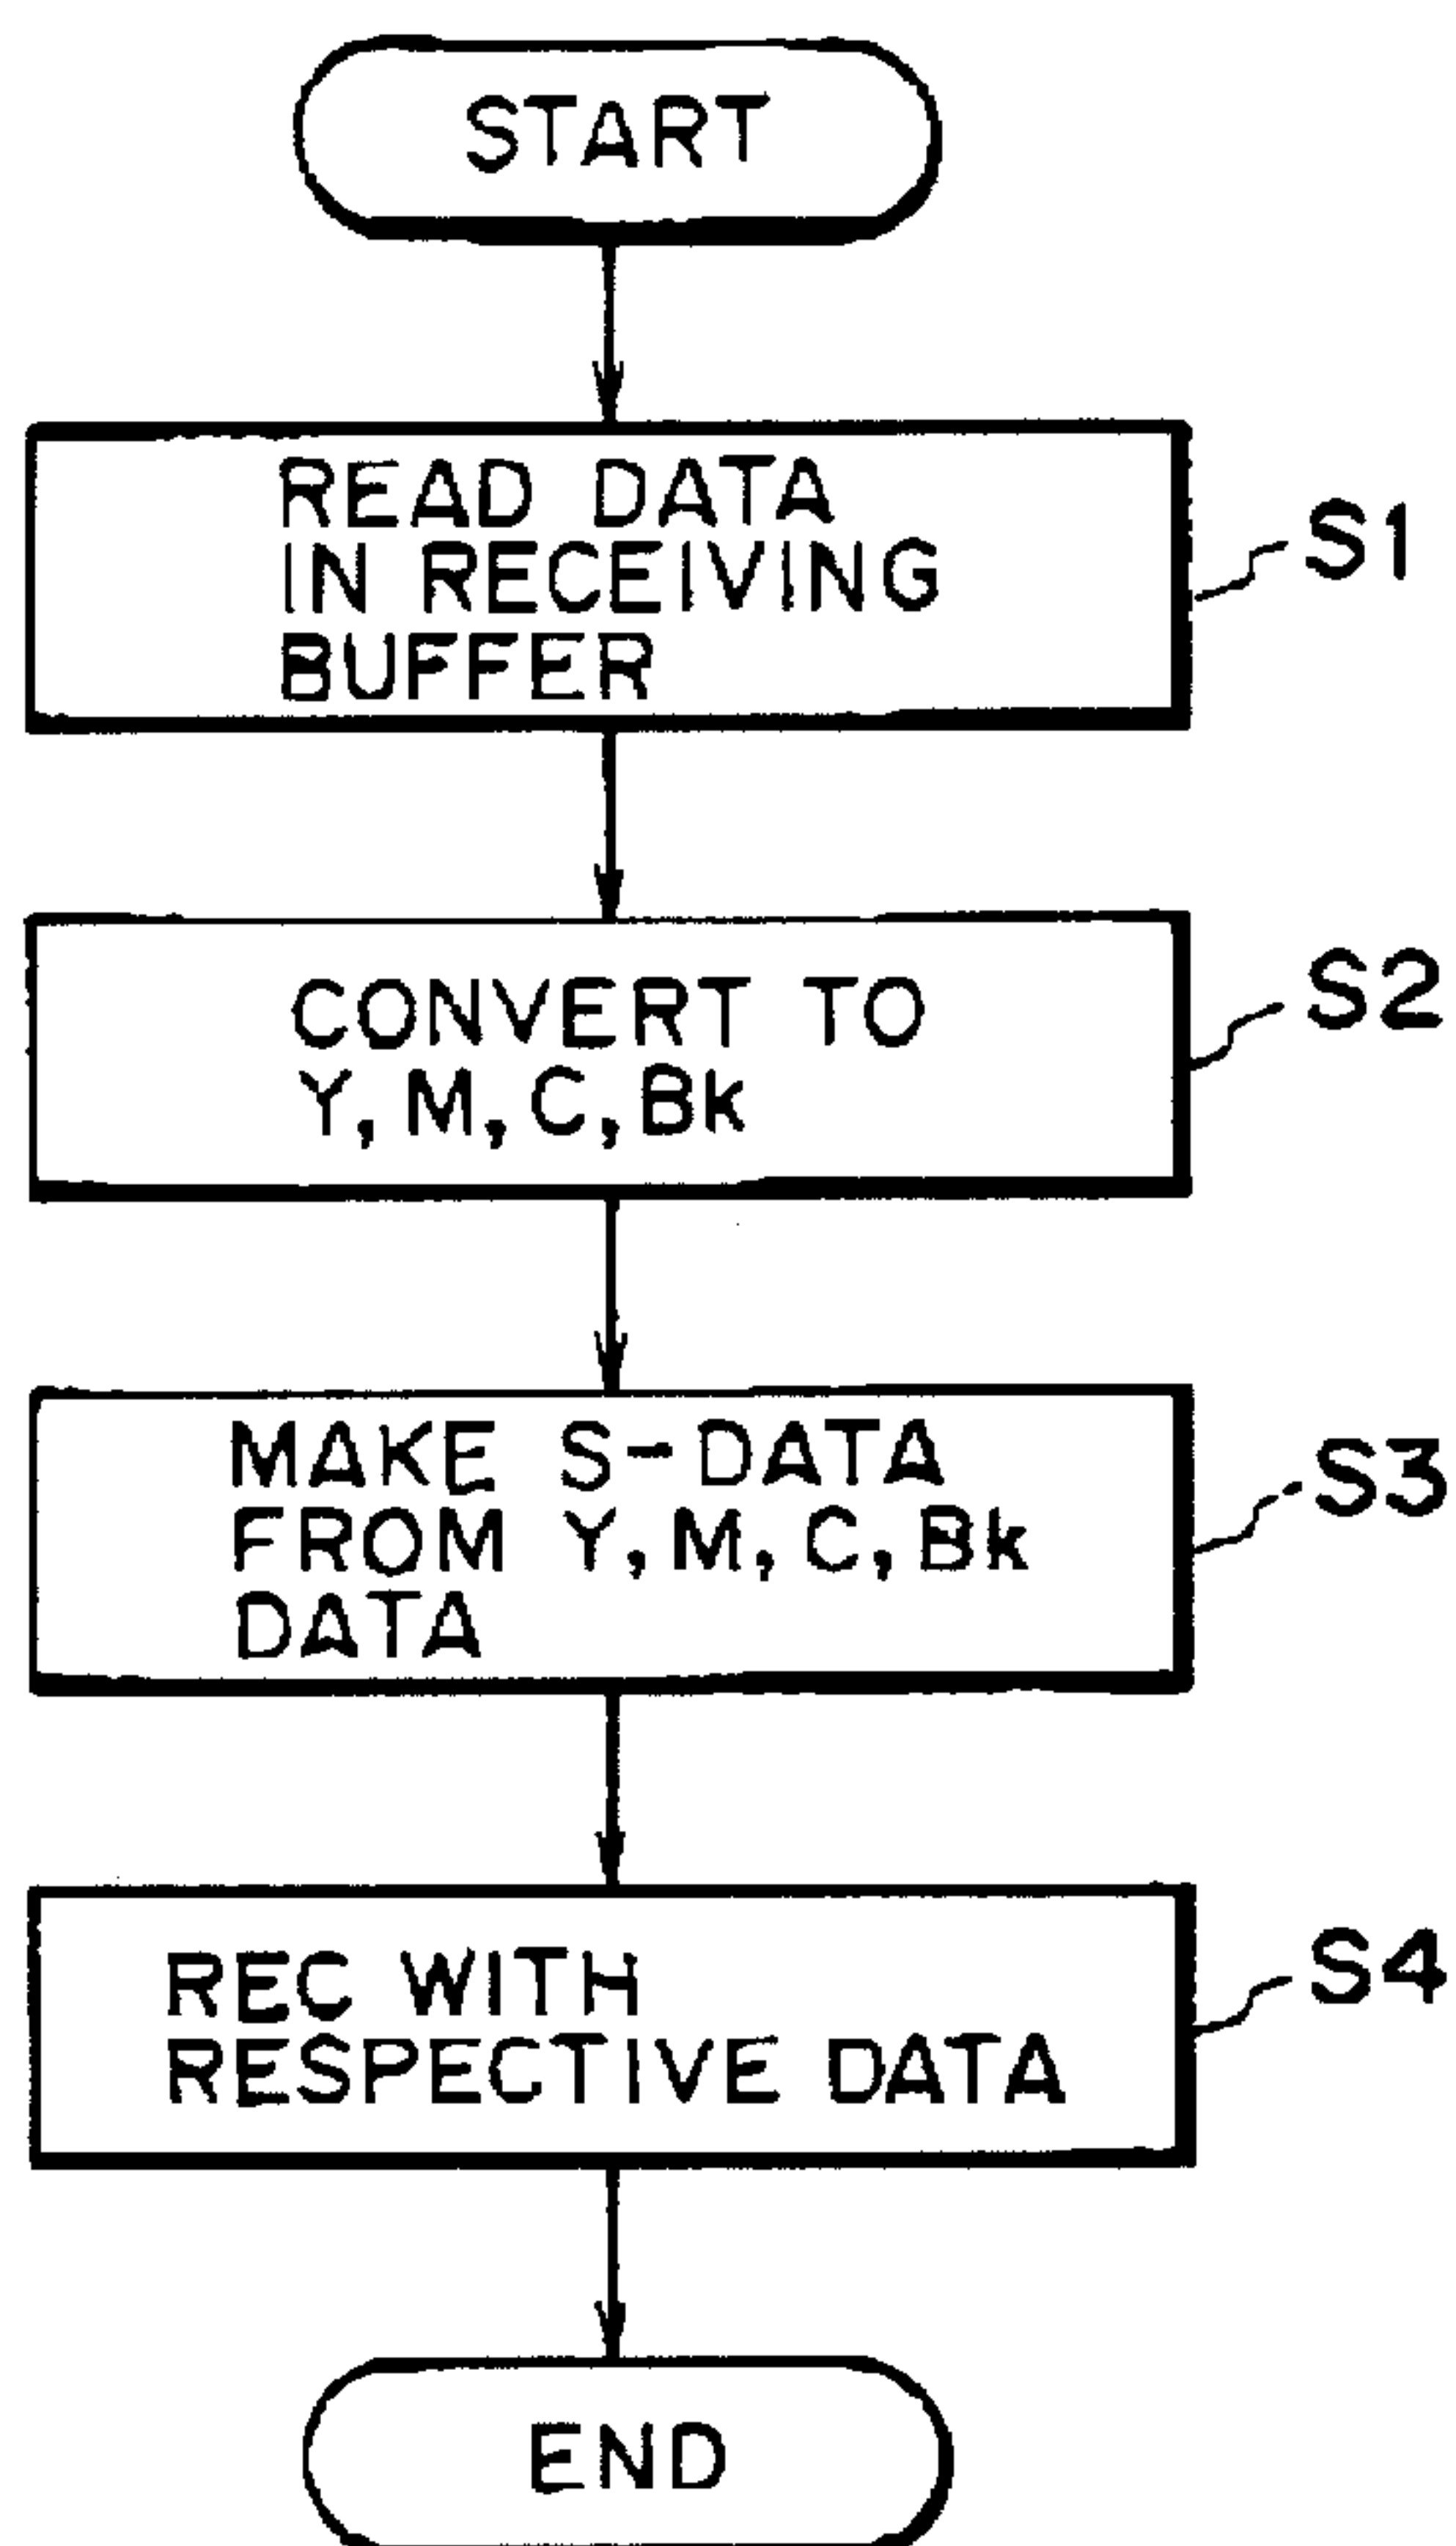 START
READ DATA
IN RECEIVING
BUFFER
S1
CONVERT TO
Y, M, C, Bk
S2
MAKE S-DATA
FROM Y, M, C, Bk
DATA
S3
REC WITH
RESPECTIVE DATA
S4
END